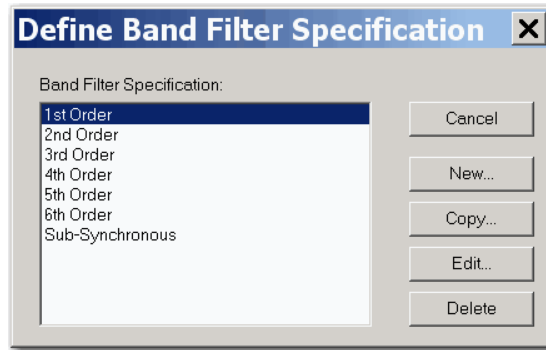 Define Band Filter Specification
Band Filter Specification:
1st Order
2nd Order
3rd Order
4th Order
5th Order
6th Order
Sub-Synchronous
Cancel
New...
Copy...
Edit...
Delete